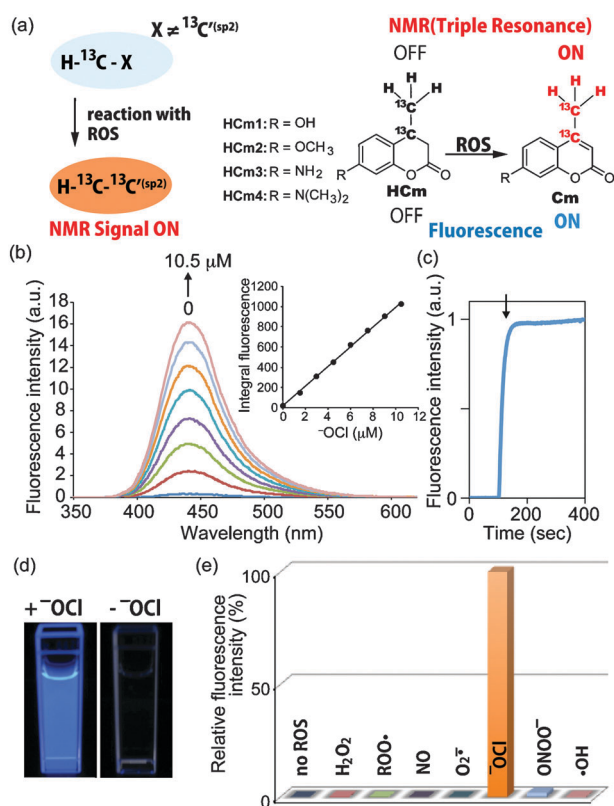 (a)
X ≠ ¹³C′(sp2)
H-¹³C - X
reaction with
ROS
H-¹³C-¹³C′(sp2)
NMR Signal ON
HCm1: R = OH
HCm2: R = OCH₃
HCm3: R = NH₂
HCm4: R = N(CH₃)₂
NMR(Triple Resonance)
OFF
ON
H
H H
¹³C
¹³C
R
O
O
HCm
OFF
ROS
H
H H
¹³C
¹³C
R
O
O
Cm
ON
Fluorescence
(b)
Fluorescence intensity (a.u.)
18
16
14
12
10
8
6
4
2
0
350
400
450
500
550
600
Wavelength (nm)
10.5 μM
0
Integral fluorescence
1200
1000
800
600
400
200
0
0
2
4
6
8
10
12
⁻OCl (μM)
(c)
Fluorescence intensity (a.u.)
1
0
0
200
400
Time (sec)
(d)
+⁻OCl
-⁻OCl
(e)
Relative fluorescence
intensity (%)
100
50
0
no ROS
H₂O₂
ROO•
NO
O₂•⁻
⁻OCl
ONOO⁻
•OH